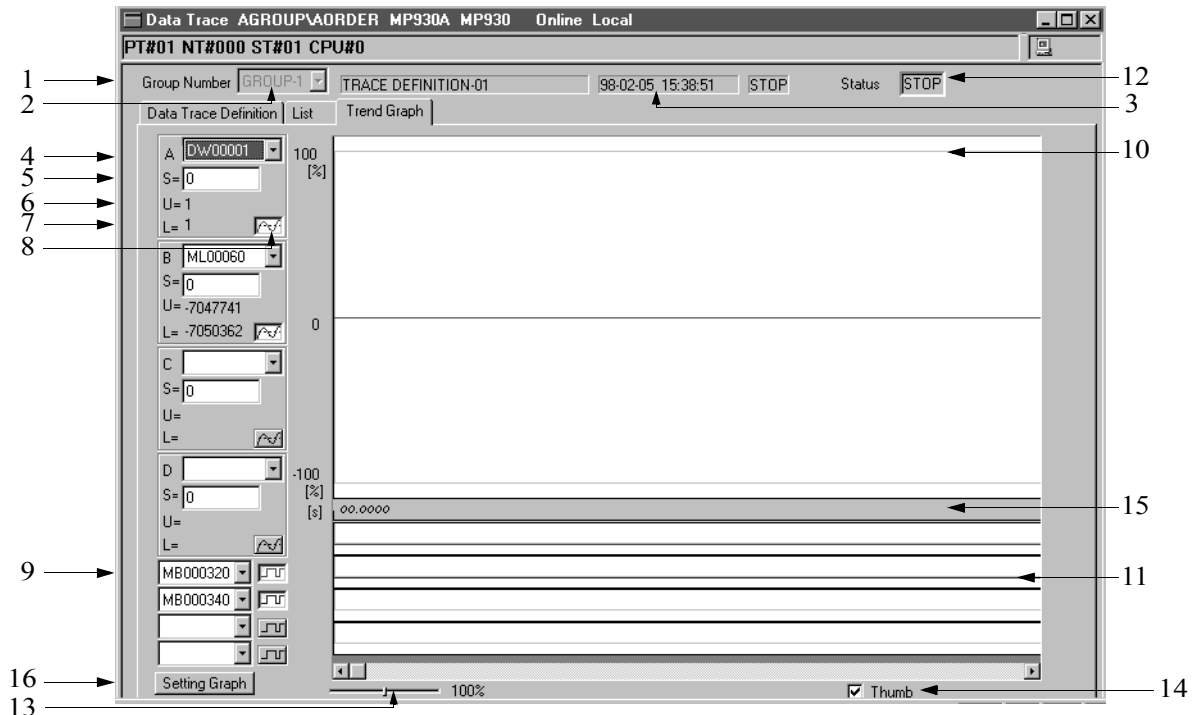 Data Trace AGROUP\AORDER MP930A MP930 Online Local
PT#01 NT#000 ST#01 CPU#0
1 Group Number GROUP-1 TRACE DEFINITION-01 98-02-05 15:38:51 STOP Status STOP 12
2 3
Data Trace Definition List Trend Graph
4 A DW00001 100 10
5 S= 0 [%]
6 U= 1
7 L= 1
8
B ML00060
S= 0
U= -7047741
L= -7050362 0
C
S= 0
U=
L=
D -100
S= 0 [%]
[s] 00.0000 15
U=
L=
9 MB000320 11
MB000340
16 Setting Graph
13 100% Thumb 14